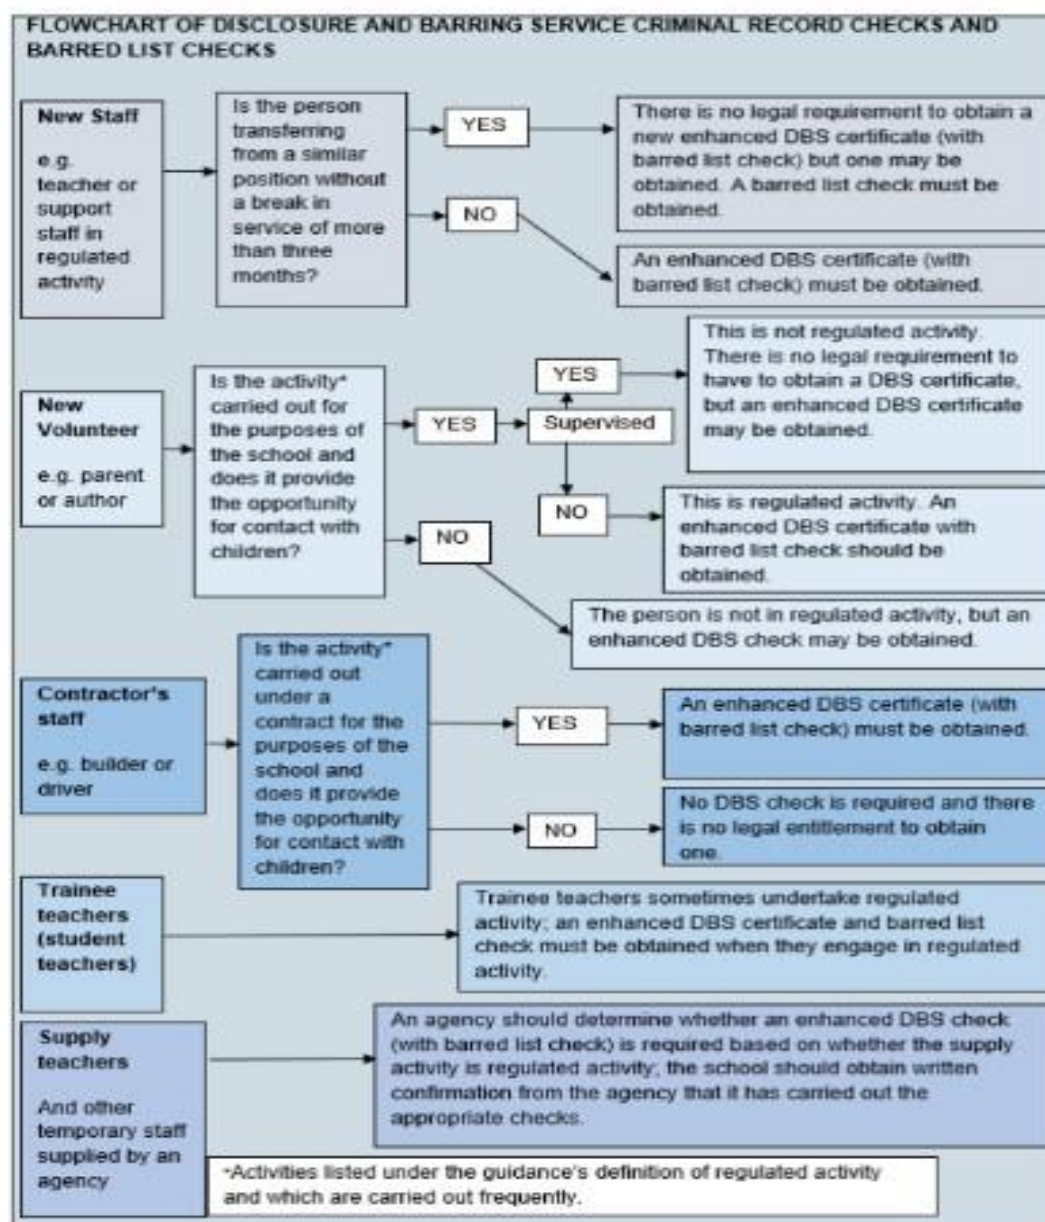 FLOWCHART OF DISCLOSURE AND BARRING SERVICE CRIMINAL RECORD CHECKS AND
BARRED LIST CHECKS
New Staff
e.g.
teacher or
support
staff in
regulated
activity
Is the person
transferring
from a similar
position without
a break in
service of more
than three
months?
YES
There is no legal requirement to obtain a
new enhanced DBS certificate (with
barred list check) but one may be
obtained. A barred list check must be
obtained.
NO
An enhanced DBS certificate (with
barred list check) must be obtained.
New
Volunteer
e.g. parent
or author
Is the activity*
carried out for
the purposes of
the school and
does it provide
the opportunity
for contact with
children?
YES
Supervised
YES
This is not regulated activity.
There is no legal requirement to
have to obtain a DBS certificate,
but an enhanced DBS certificate
may be obtained.
NO
This is regulated activity. An
enhanced DBS certificate with
barred list check should be
obtained.
NO
The person is not in regulated activity, but an
enhanced DBS check may be obtained.
Contractor's
staff
e.g. builder or
driver
Is the activity*
carried out
under a
contract for the
purposes of the
school and
does it provide
the opportunity
for contact with
children?
YES
An enhanced DBS certificate (with
barred list check) must be obtained.
NO
No DBS check is required and there
is no legal entitlement to obtain
one.
Trainee
teachers
(student
teachers)
Trainee teachers sometimes undertake regulated
activity; an enhanced DBS certificate and barred list
check must be obtained when they engage in regulated
activity.
Supply
teachers
And other
temporary staff
supplied by an
agency
An agency should determine whether an enhanced DBS check
(with barred list check) is required based on whether the supply
activity is regulated activity; the school should obtain written
confirmation from the agency that it has carried out the
appropriate checks.
*Activities listed under the guidance's definition of regulated activity
and which are carried out frequently.